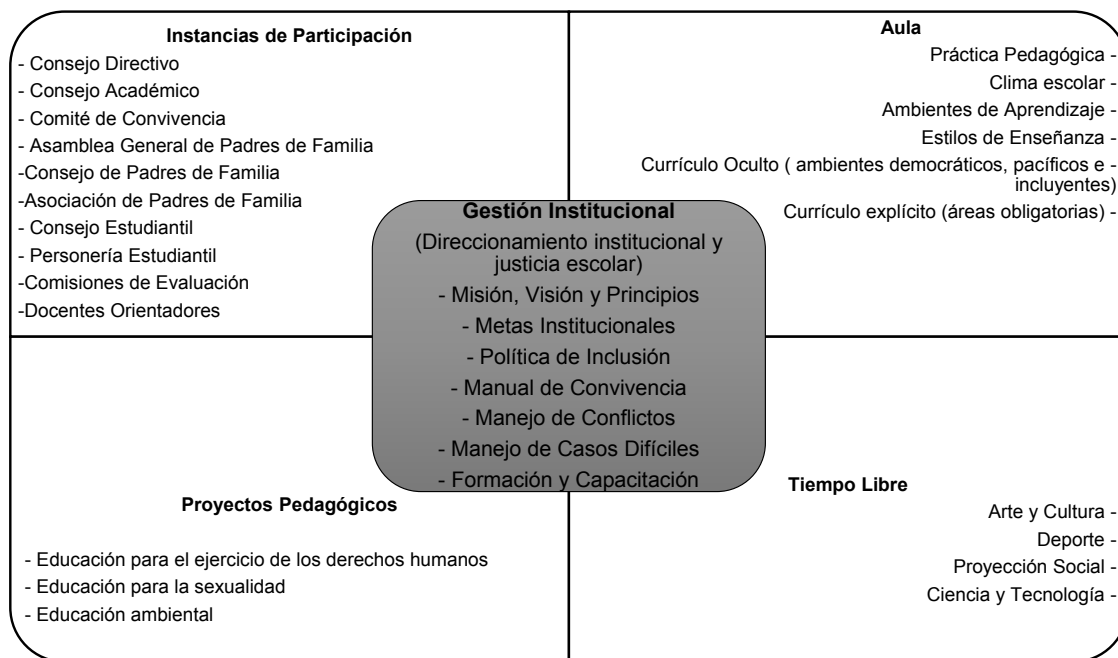 Instancias de Participación
- Consejo Directivo
- Consejo Académico
- Comité de Convivencia
- Asamblea General de Padres de Familia
-Consejo de Padres de Familia
-Asociación de Padres de Familia
- Consejo Estudiantil
- Personería Estudiantil
-Comisiones de Evaluación
-Docentes Orientadores
Aula
Práctica Pedagógica -
Clima escolar -
Ambientes de Aprendizaje -
Estilos de Enseñanza -
Currículo Oculto ( ambientes democráticos, pacíficos e -
incluyentes)
Currículo explícito (áreas obligatorias) -
Gestión Institucional
(Direccionamiento institucional y
justicia escolar)
- Misión, Visión y Principios
- Metas Institucionales
- Política de Inclusión
- Manual de Convivencia
- Manejo de Conflictos
- Manejo de Casos Difíciles
- Formación y Capacitación
Proyectos Pedagógicos
- Educación para el ejercicio de los derechos humanos
- Educación para la sexualidad
- Educación ambiental
Tiempo Libre
Arte y Cultura -
Deporte -
Proyección Social -
Ciencia y Tecnología -